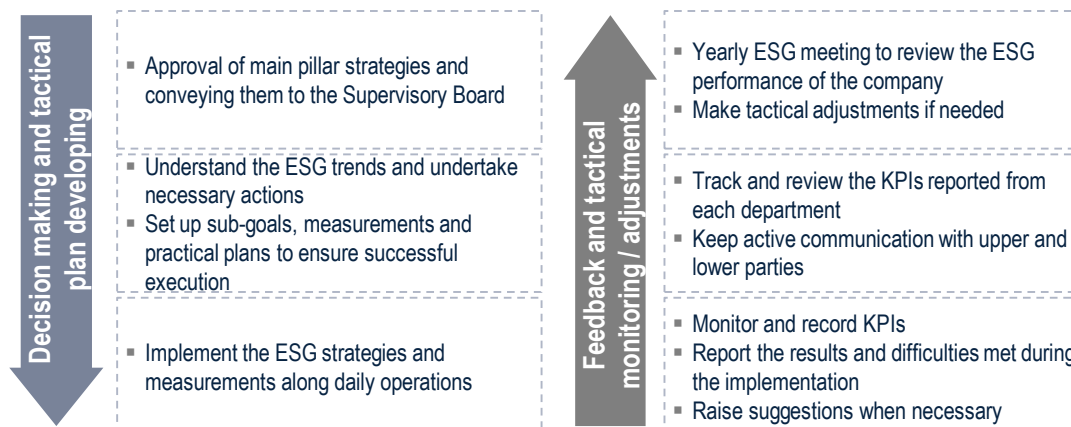 Decision making and tactical
plan developing
▪ Approval of main pillar strategies and
conveying them to the Supervisory Board
▪ Understand the ESG trends and undertake
necessary actions
▪ Set up sub-goals, measurements and
practical plans to ensure successful
execution
▪ Implement the ESG strategies and
measurements along daily operations
Feedback and tactical
monitoring / adjustments
▪ Yearly ESG meeting to review the ESG
performance of the company
▪ Make tactical adjustments if needed
▪ Track and review the KPIs reported from
each department
▪ Keep active communication with upper and
lower parties
▪ Monitor and record KPIs
▪ Report the results and difficulties met during
the implementation
▪ Raise suggestions when necessary